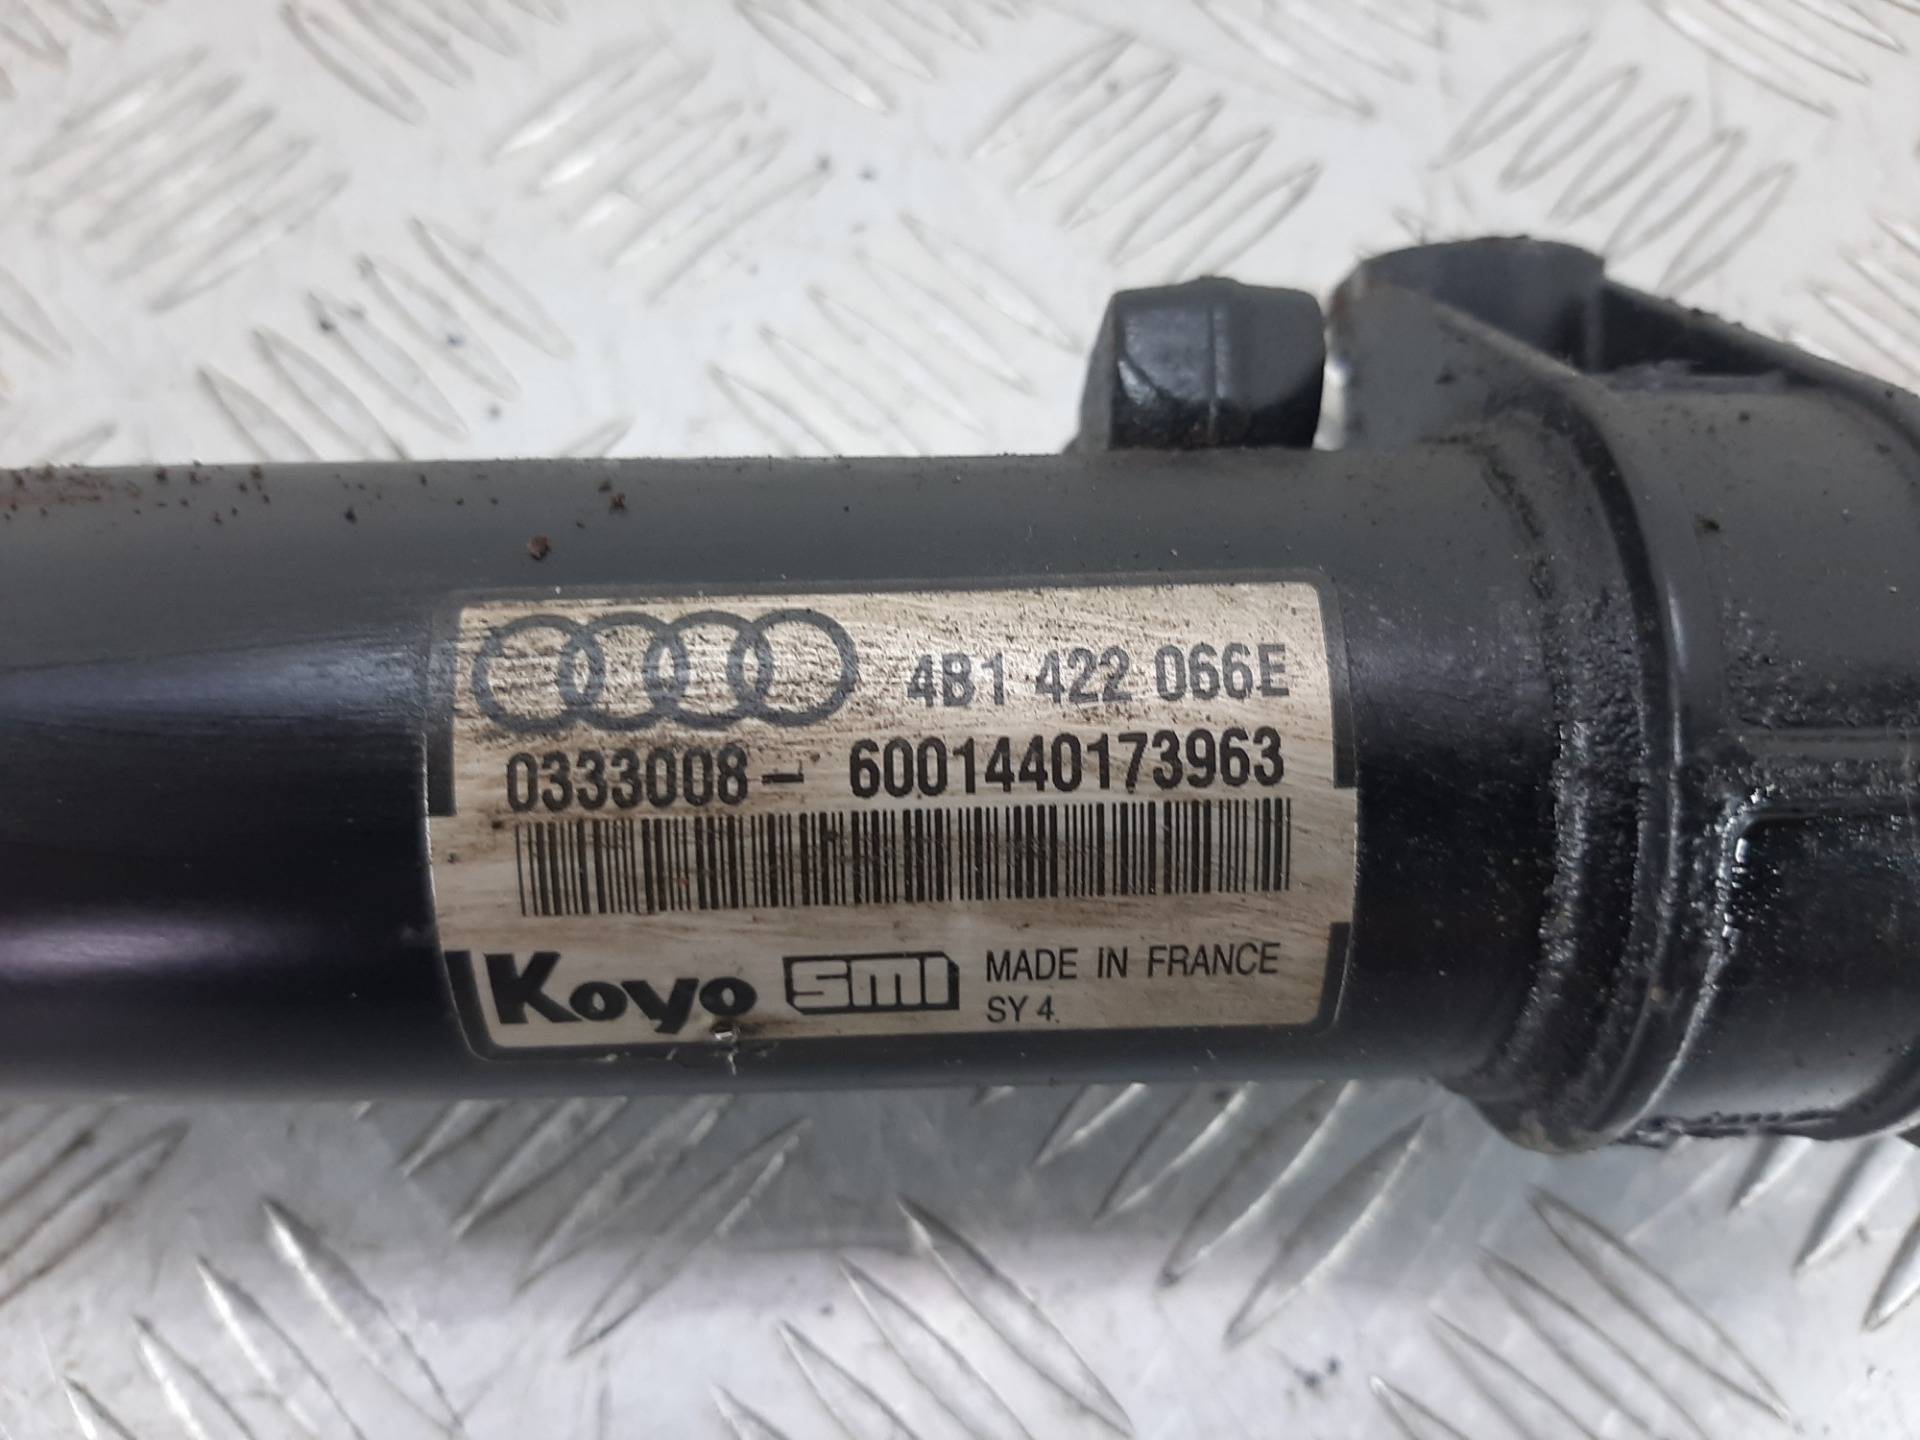 4B1 422 066E
0333008- 6001440173963
Koyo SMI MADE IN FRANCE
SY 4.